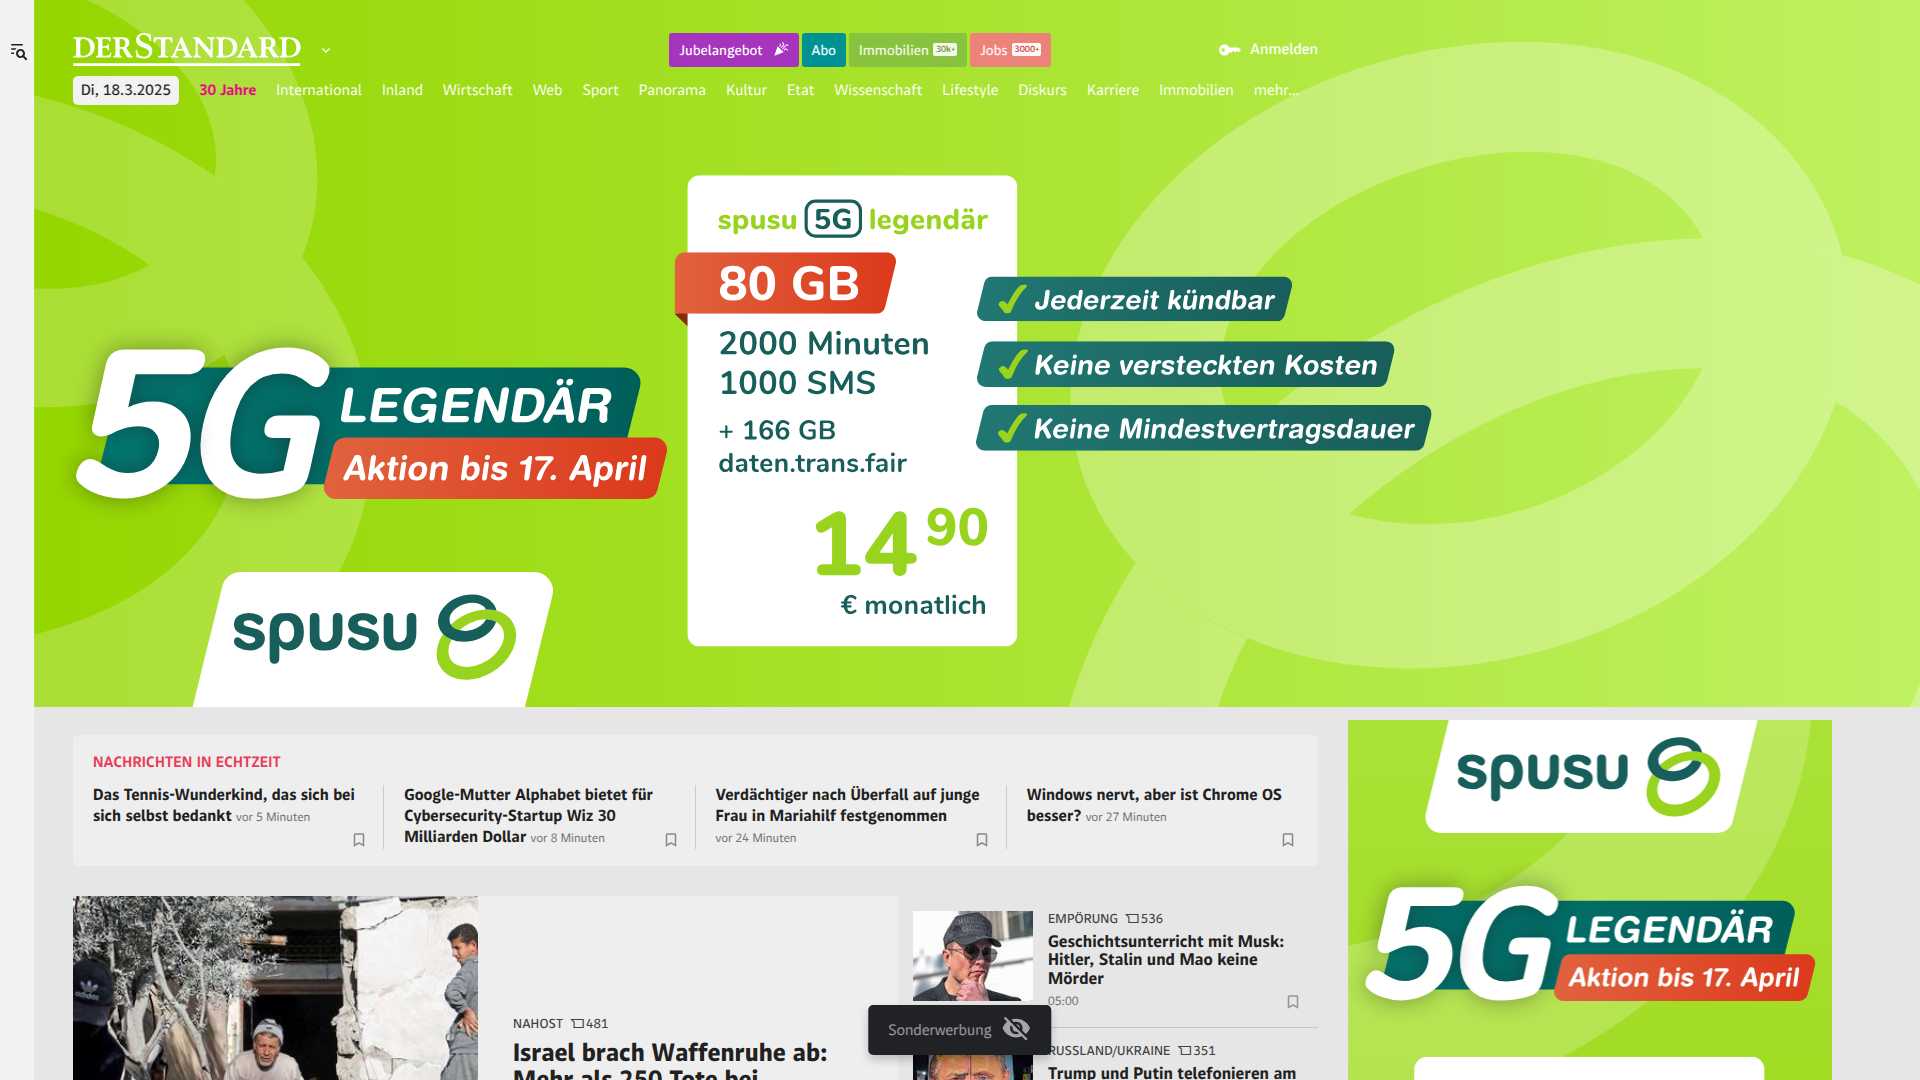 DERSTANDARD
Jubelangebot
Abo
Immobilien 30k+
Jobs 3000+
Anmelden
Di, 18.3.2025
30 Jahre
International
Inland
Wirtschaft
Web
Sport
Panorama
Kultur
Etat
Wissenschaft
Lifestyle
Diskurs
Karriere
Immobilien
mehr...
5G LEGENDÄR
Aktion bis 17. April
spusu
spusu 5G legendär
80 GB
2000 Minuten
1000 SMS
+ 166 GB
daten.trans.fair
14 90
€ monatlich
Jederzeit kündbar
Keine versteckten Kosten
Keine Mindestvertragsdauer
NACHRICHTEN IN ECHTZEIT
Das Tennis-Wunderkind, das sich bei
sich selbst bedankt vor 5 Minuten
Google-Mutter Alphabet bietet für
Cybersecurity-Startup Wiz 30
Milliarden Dollar vor 8 Minuten
Verdächtiger nach Überfall auf junge
Frau in Mariahilf festgenommen
vor 24 Minuten
Windows nervt, aber ist Chrome OS
besser? vor 27 Minuten
adidas
NAHOST 481
Israel brach Waffenruhe ab:
Mehr als 250 Tote bei
EMPÖRUNG 536
Geschichtsunterricht mit Musk:
Hitler, Stalin und Mao keine
Mörder
05:00
Sonderwerbung
RUSSLAND/UKRAINE 351
Trump und Putin telefonieren am
spusu
5G LEGENDÄR
Aktion bis 17. April